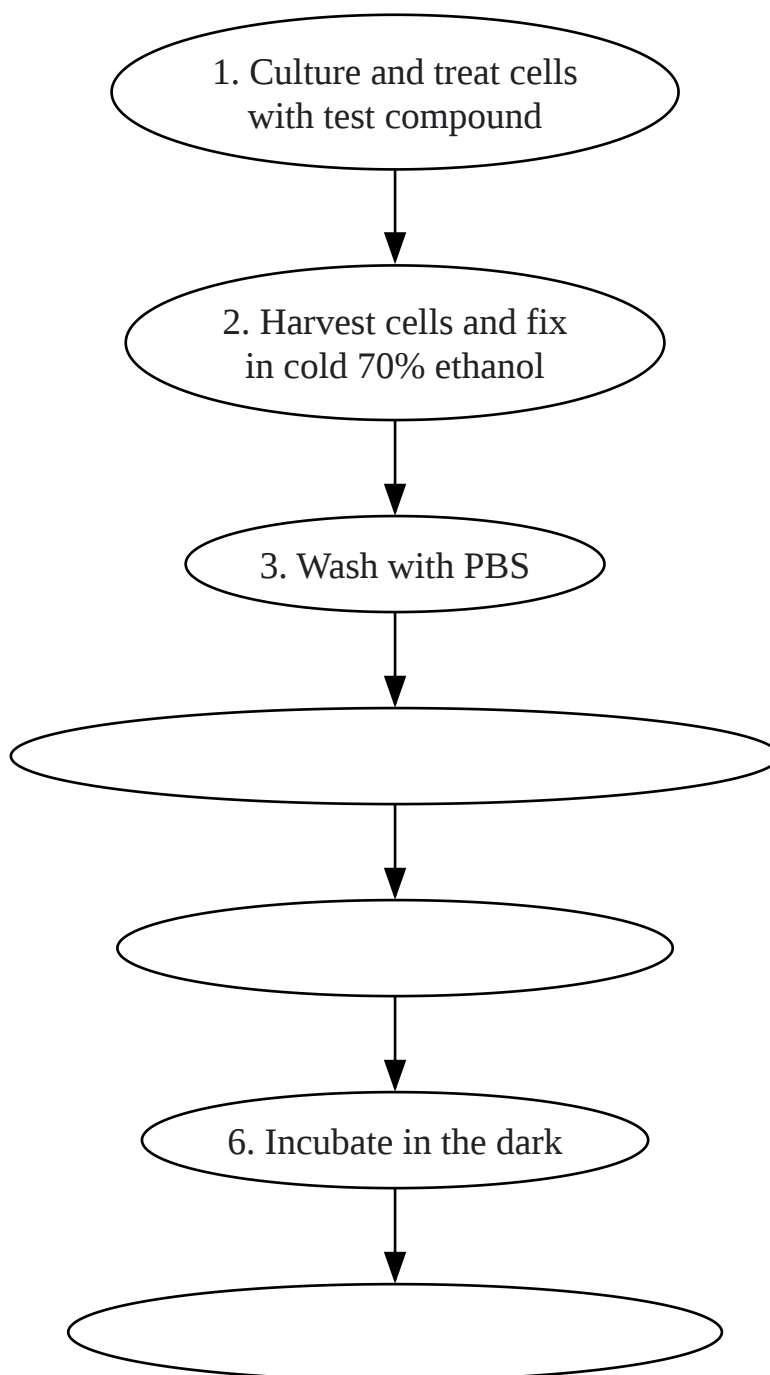 1. Culture and treat cells
with test compound
2. Harvest cells and fix
in cold 70% ethanol
3. Wash with PBS
6. Incubate in the dark